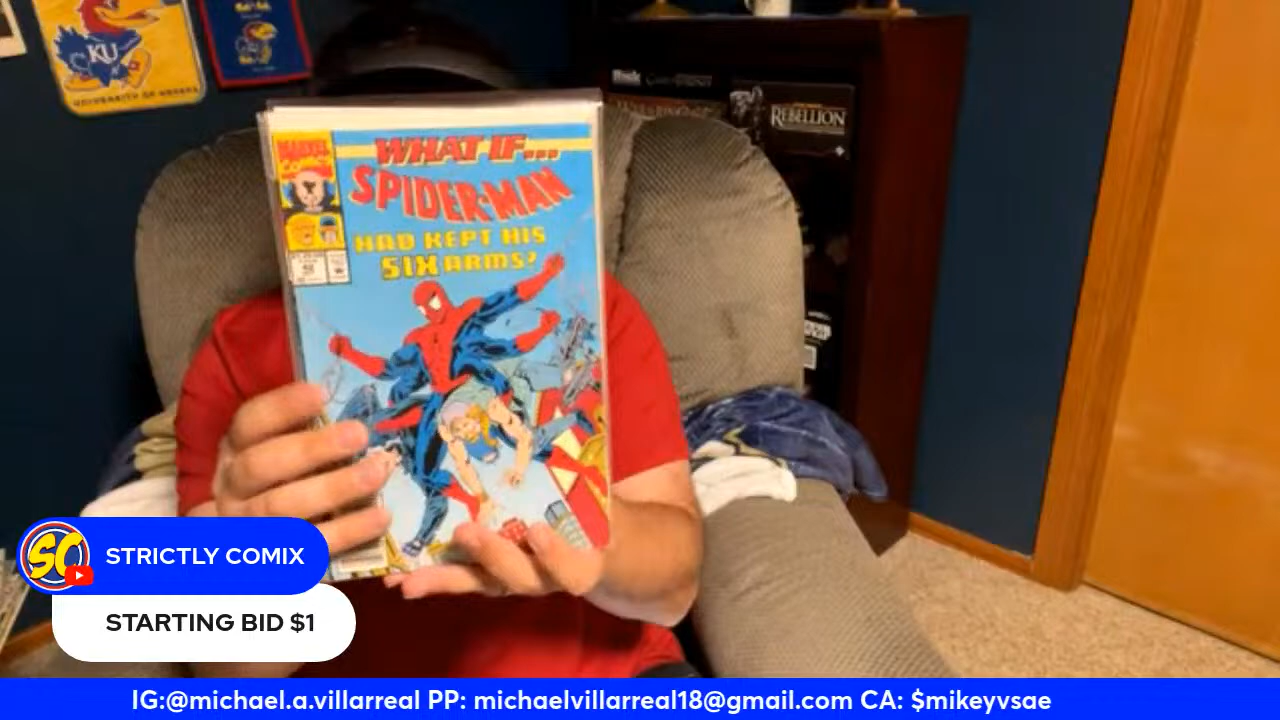 KU
UNIVERSITY OF KANSAS
REBELLION
MARVEL
WHAT IF...
SPIDER-MAN
HAD KEPT HIS
SIX ARMS?
SC
STRICTLY COMIX
STARTING BID $1
IG:@michael.a.villarreal PP: michaelvillarreal18@gmail.com CA: $mikeyvsae